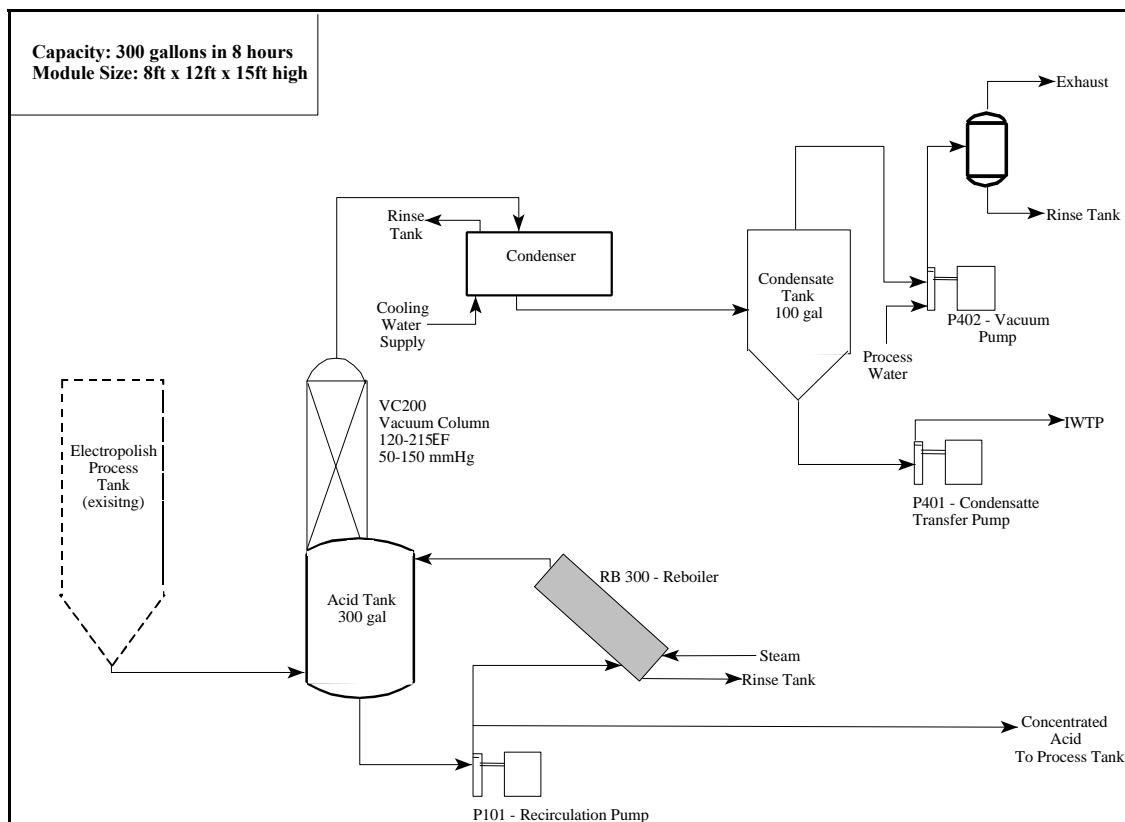 Capacity: 300 gallons in 8 hours
Module Size: 8ft x 12ft x 15ft high
Exhaust
Rinse Tank
P402 - Vacuum
Pump
Process
Water
Rinse
Tank
Condenser
Cooling
Water
Supply
Condensate
Tank
100 gal
IWTP
P401 - Condensatte
Transfer Pump
VC200
Vacuum Column
120-215EF
50-150 mmHg
Electropolish
Process
Tank
(exisitng)
Acid Tank
300 gal
RB 300 - Reboiler
Steam
Rinse Tank
Concentrated
Acid
To Process Tank
P101 - Recirculation Pump